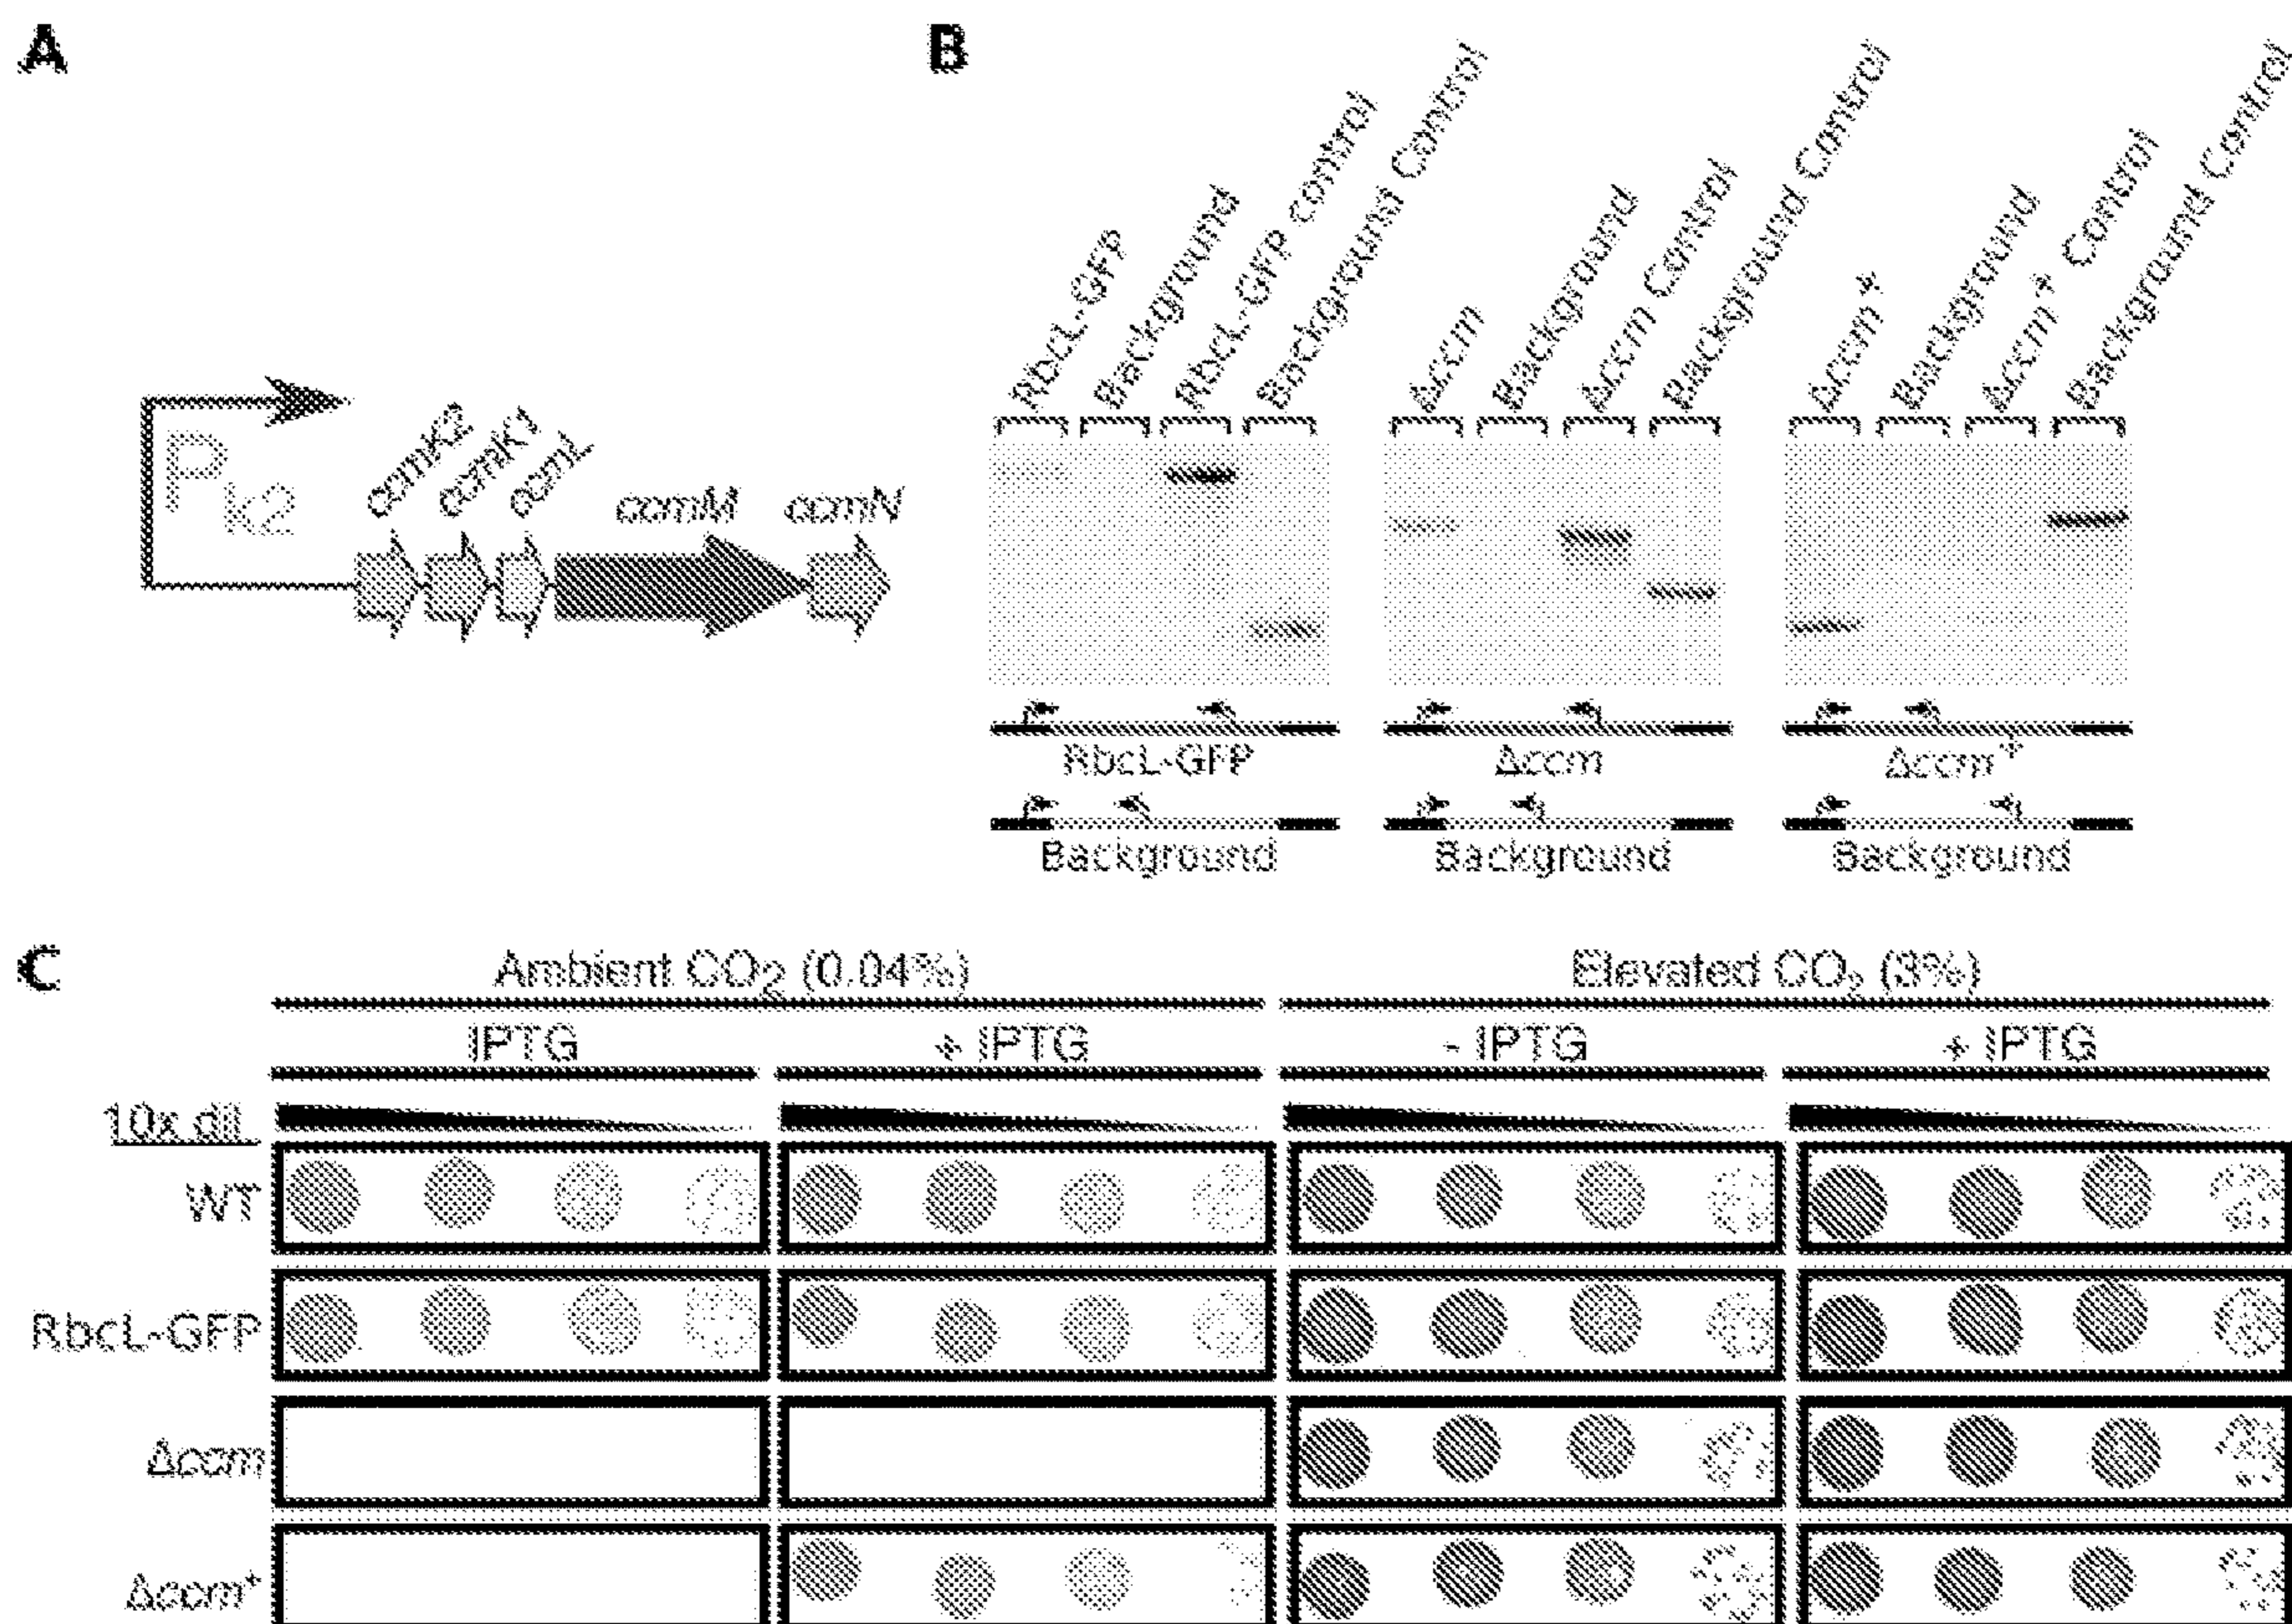 A
P
k2
ccmK2
ccmK1
ccmL
ccmM
ccmN
B
RbcL-GFP
Background
RbcL-GFP control
Background Control
Δccm
Background
Δccm Control
Background Control
Δccm+
Background
Δccm+ Control
Background Control
RbcL-GFP
Δccm
Δccm+
Background
Background
Background
C
Ambient CO2 (0.04%)
Elevated CO2 (3%)
IPTG
+ IPTG
- IPTG
+ IPTG
10x dil.
WT
RbcL-GFP
Δccm
Δccm+